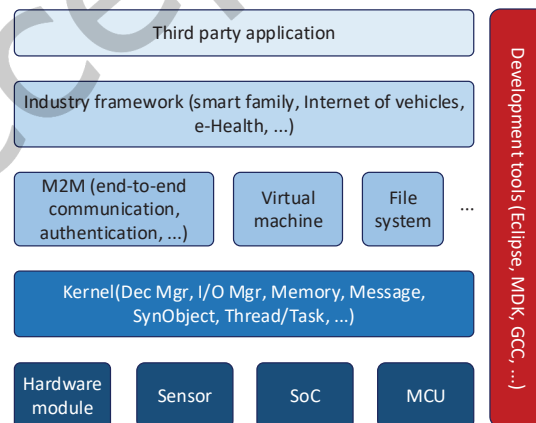 Third party application
Industry framework (smart family, Internet of vehicles,
e-Health, ...)
M2M (end-to-end
communication,
authentication, ...)
Virtual
machine
File
system
...
Kernel(Dec Mgr, I/O Mgr, Memory, Message,
SynObject, Thread/Task, ...)
Hardware
module
Sensor
SoC
MCU
Development tools (Eclipse, MDK, GCC, ...)